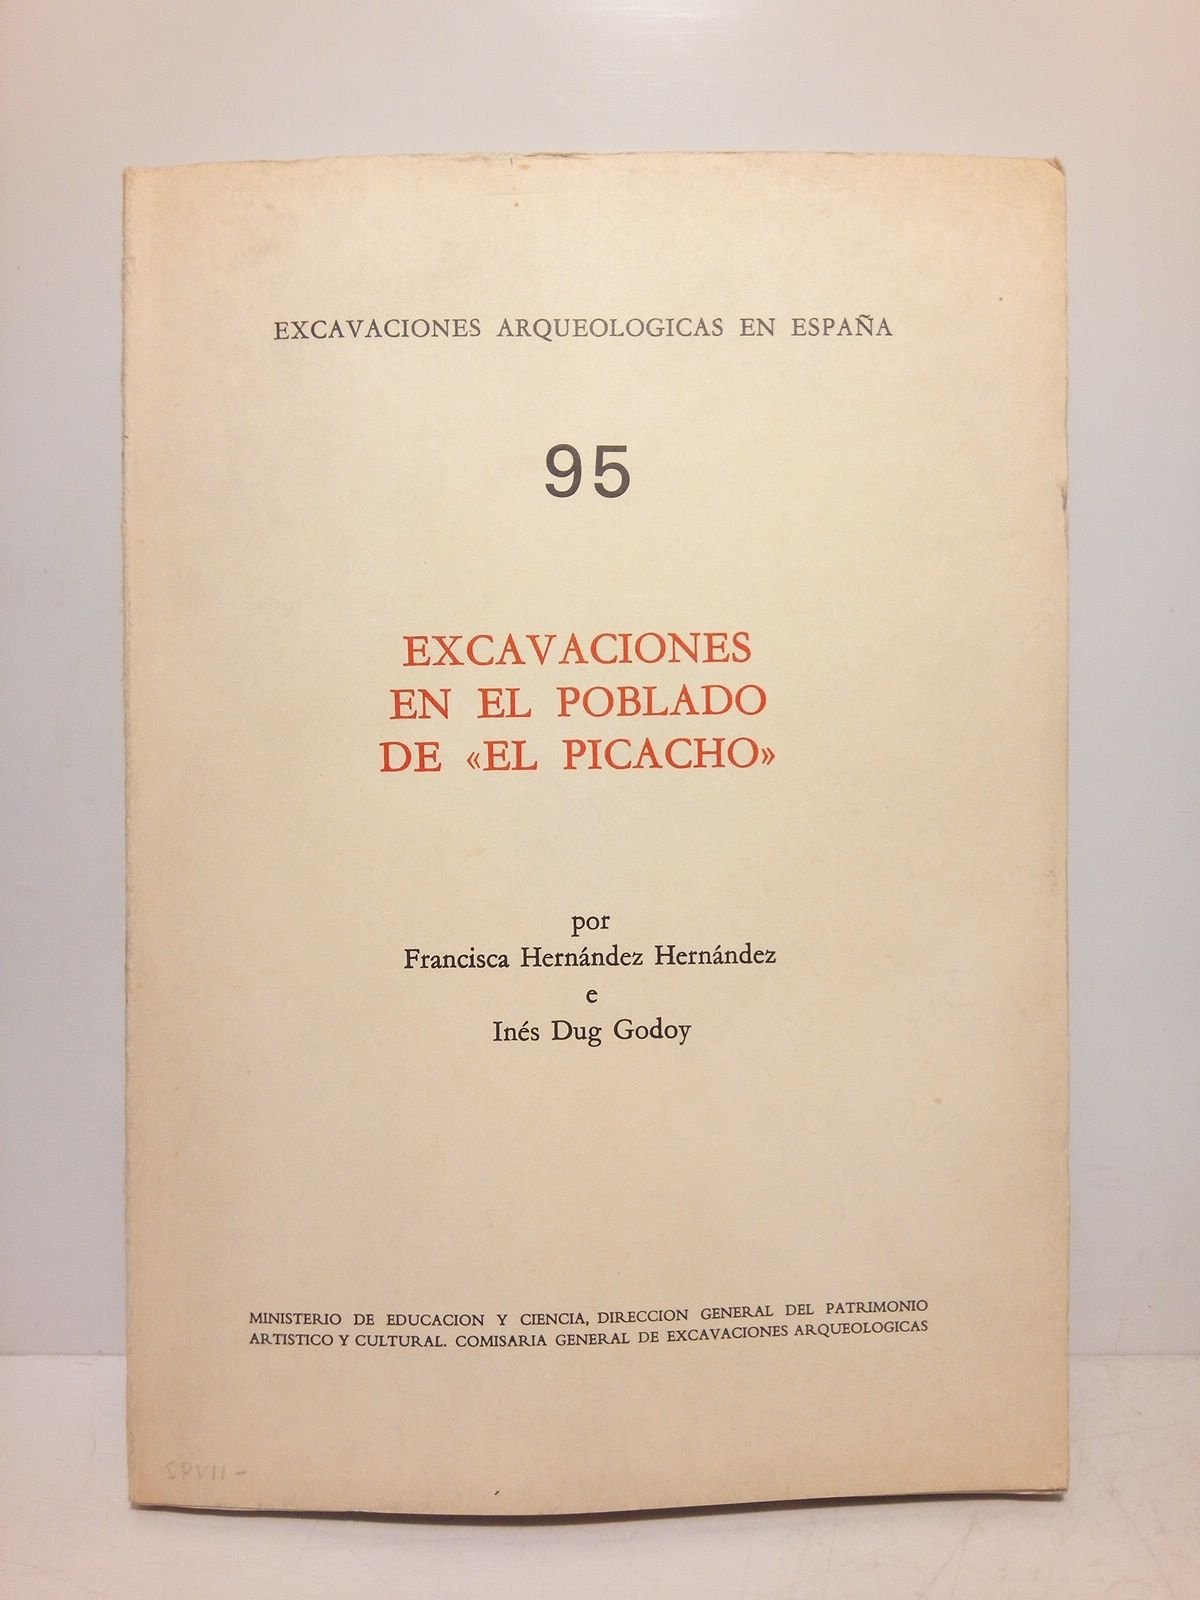 EXCAVACIONES ARQUEOLOGICAS EN ESPAÑA
95
EXCAVACIONES
EN EL POBLADO
DE «EL PICACHO»
por
Francisca Hernández Hernández
e
Inés Dug Godoy
MINISTERIO DE EDUCACION Y CIENCIA, DIRECCION GENERAL DEL PATRIMONIO
ARTISTICO Y CULTURAL. COMISARIA GENERAL DE EXCAVACIONES ARQUEOLOGICAS